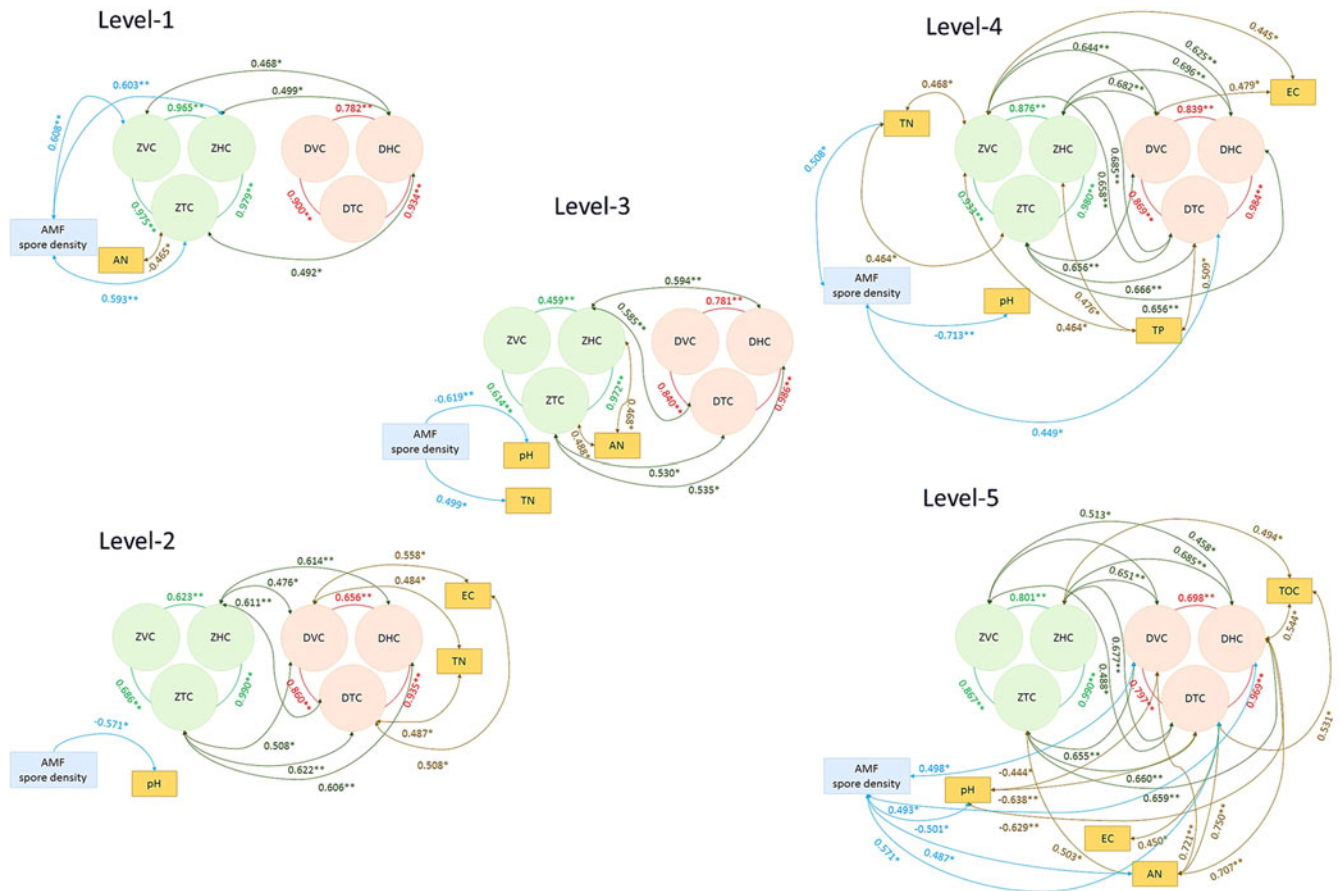 Level-1
0.468*
0.603**
0.499*
0.965**
0.782**
0.608**
ZVC
ZHC
DVC
DHC
ZTC
DTC
0.975**
0.979**
0.900**
0.934**
AMF
spore density
AN
-0.465*
0.492*
0.593**
Level-4
0.445*
0.644**
0.625**
0.696**
0.468*
0.682**
0.479*
EC
TN
0.876**
0.839**
ZVC
ZHC
DVC
DHC
0.508*
0.685**
0.658**
ZTC
DTC
0.933**
0.980**
0.869**
0.984**
0.464*
0.656**
0.509*
AMF
spore density
0.666**
pH
0.476*
0.656**
TP
-0.713**
0.464*
0.449*
Level-3
0.594**
0.459**
0.585**
0.781**
ZVC
ZHC
DVC
DHC
ZTC
DTC
0.614**
0.972**
0.840**
0.986**
-0.619**
0.468*
AMF
spore density
pH
0.488*
AN
0.530*
0.535*
0.499*
TN
Level-2
0.558*
0.614**
0.476*
0.484*
EC
0.623**
0.611**
0.656**
ZVC
ZHC
DVC
DHC
TN
ZTC
DTC
0.686**
0.990**
0.860**
0.935**
-0.571*
0.487*
0.508*
0.508*
AMF
spore density
0.622**
pH
0.606**
Level-5
0.513*
0.494*
0.458*
0.685**
0.651**
TOC
0.801**
0.698**
ZVC
ZHC
DVC
DHC
0.544*
0.677**
0.488*
ZTC
DTC
0.867**
0.990**
0.797**
0.969**
0.531*
0.655**
AMF
spore density
0.498*
-0.444*
0.660**
pH
-0.638**
0.659**
0.493*
-0.629**
-0.501*
EC
0.450*
0.750**
0.571*
0.487*
0.503*
0.721**
AN
0.707**